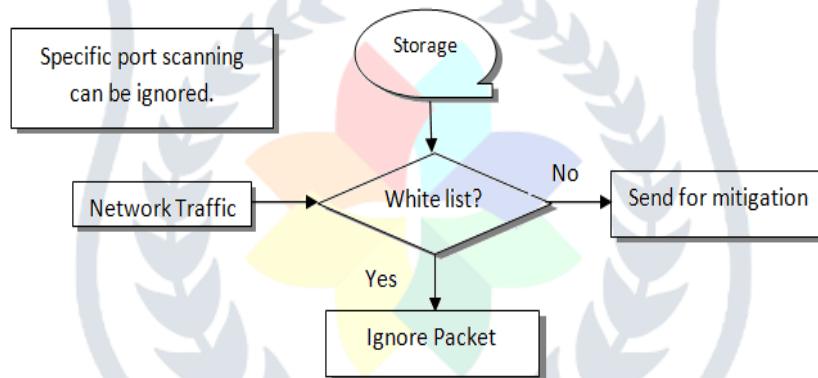 Specific port scanning
can be ignored.
Storage
Network Traffic
White list?
No
Send for mitigation
Yes
Ignore Packet